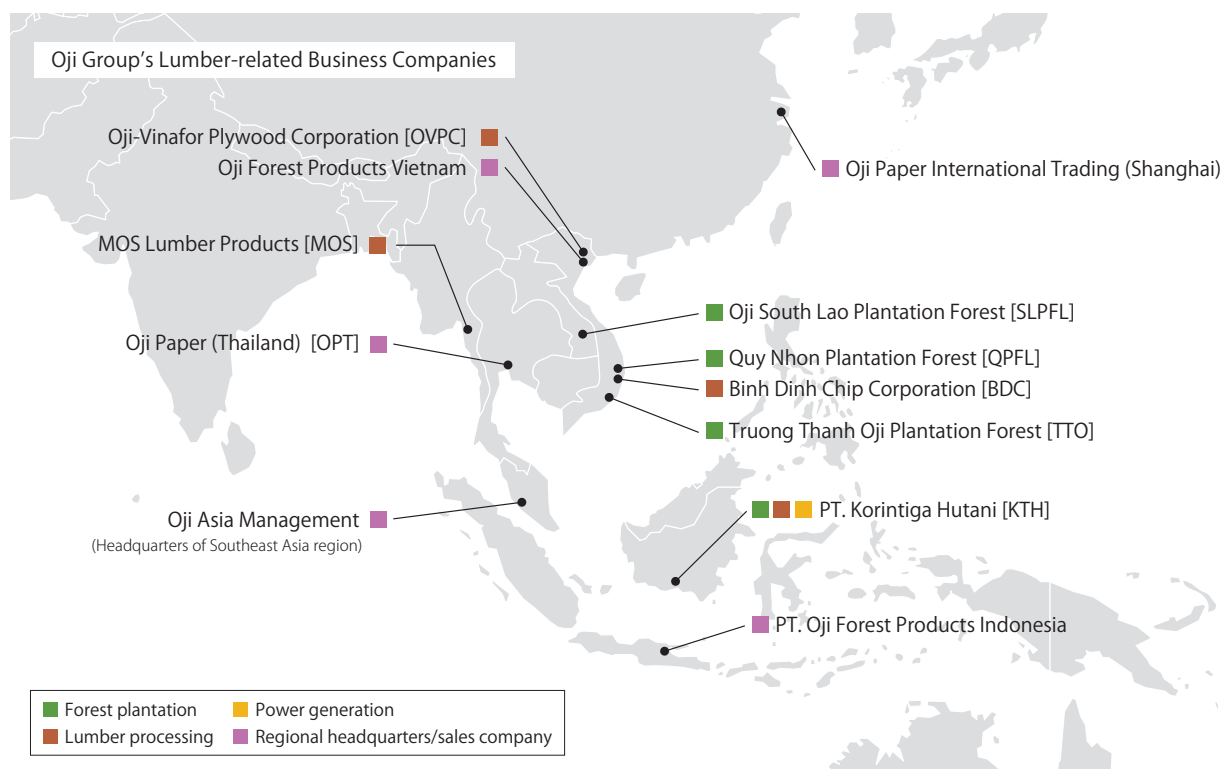 Oji Group’s Lumber-related Business Companies
Oji-Vinafor Plywood Corporation [OVPC]
Oji Forest Products Vietnam
Oji Paper International Trading (Shanghai)
MOS Lumber Products [MOS]
Oji South Lao Plantation Forest [SLPFL]
Oji Paper (Thailand) [OPT]
Quy Nhon Plantation Forest [QPFL]
Binh Dinh Chip Corporation [BDC]
Truong Thanh Oji Plantation Forest [TTO]
Oji Asia Management
(Headquarters of Southeast Asia region)
PT. Korintiga Hutani [KTH]
PT. Oji Forest Products Indonesia
Forest plantation
Power generation
Lumber processing
Regional headquarters/sales company